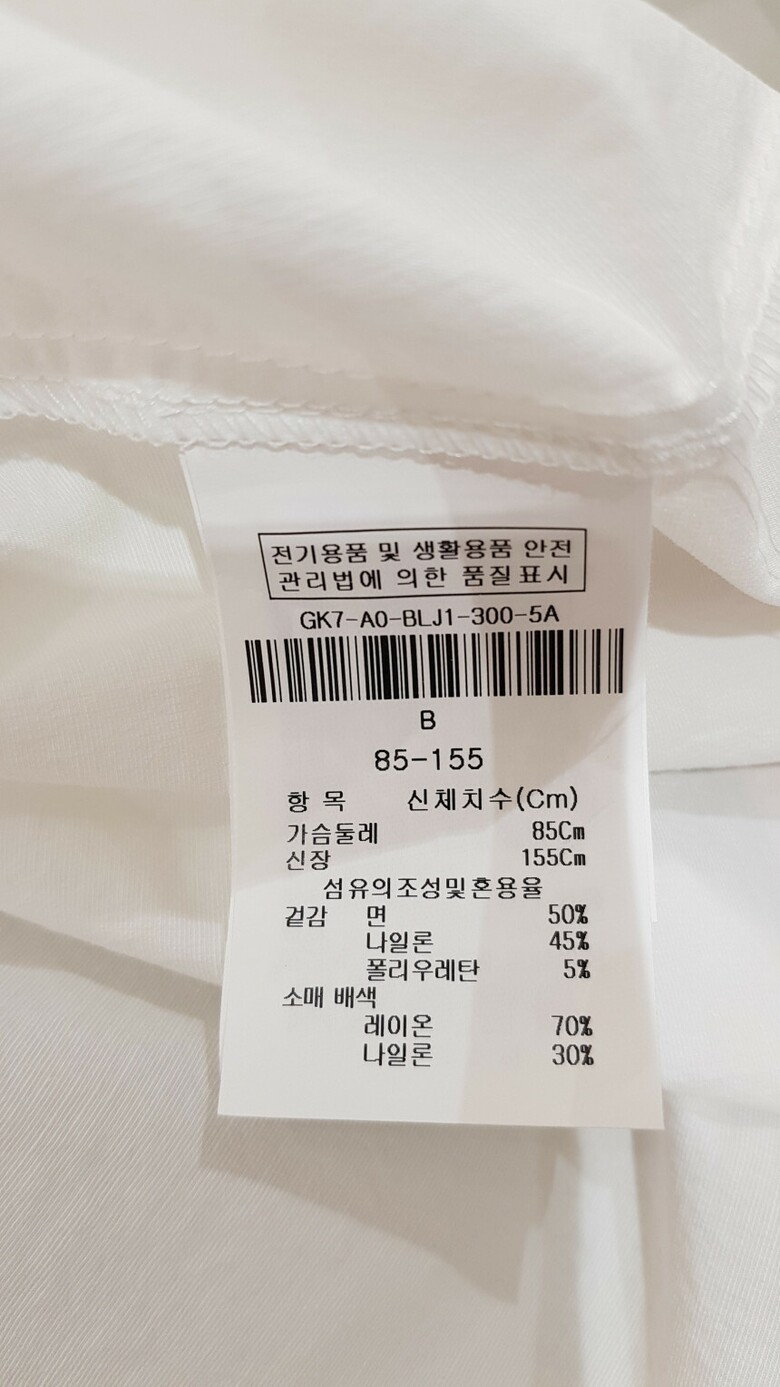 전기용품 및 생활용품 안전
관리법에 의한 품질표시
GK7-A0-BLJ1-300-5A
B
85-155
항 목 신체치수(Cm)
가슴둘레 85Cm
신장 155Cm
섬유의조성및혼용율
겉감 면 50%
나일론 45%
폴리우레탄 5%
소매 배색
레이온 70%
나일론 30%